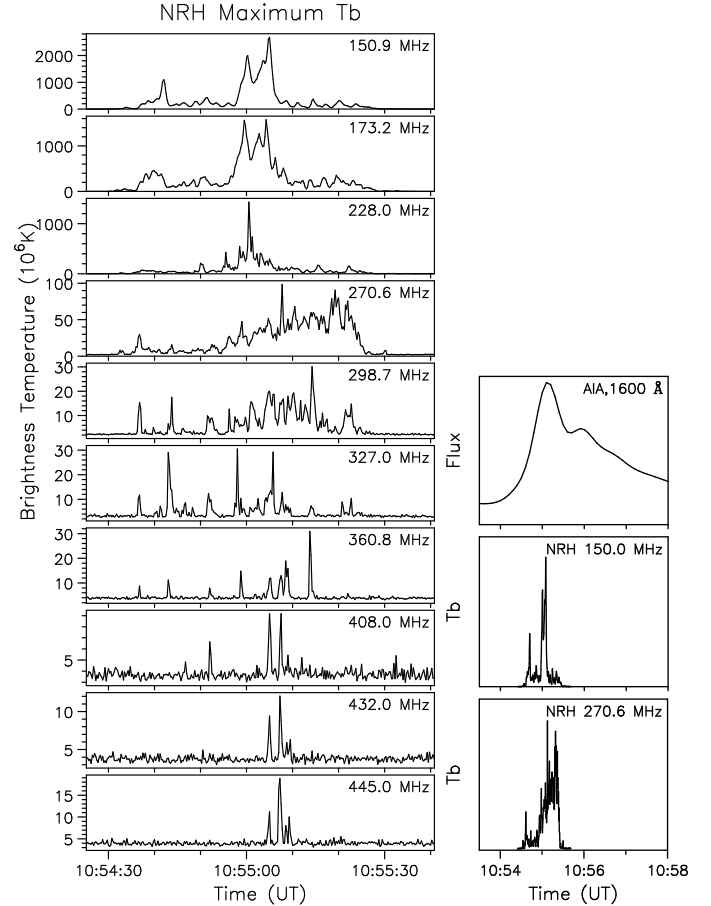 NRH Maximum Tb
150.9 MHz
2000
1000
0
173.2 MHz
1000
0
228.0 MHz
1000
0
270.6 MHz
100
50
0
298.7 MHz
30
20
10
327.0 MHz
30
20
10
360.8 MHz
30
20
10
408.0 MHz
5
432.0 MHz
10
5
445.0 MHz
15
10
5
Brightness Temperature (10⁶K)
10:54:30 10:55:00 10:55:30
Time (UT)
AIA,1600 Å
Flux
NRH 150.0 MHz
Tb
NRH 270.6 MHz
Tb
10:54 10:56 10:58
Time (UT)